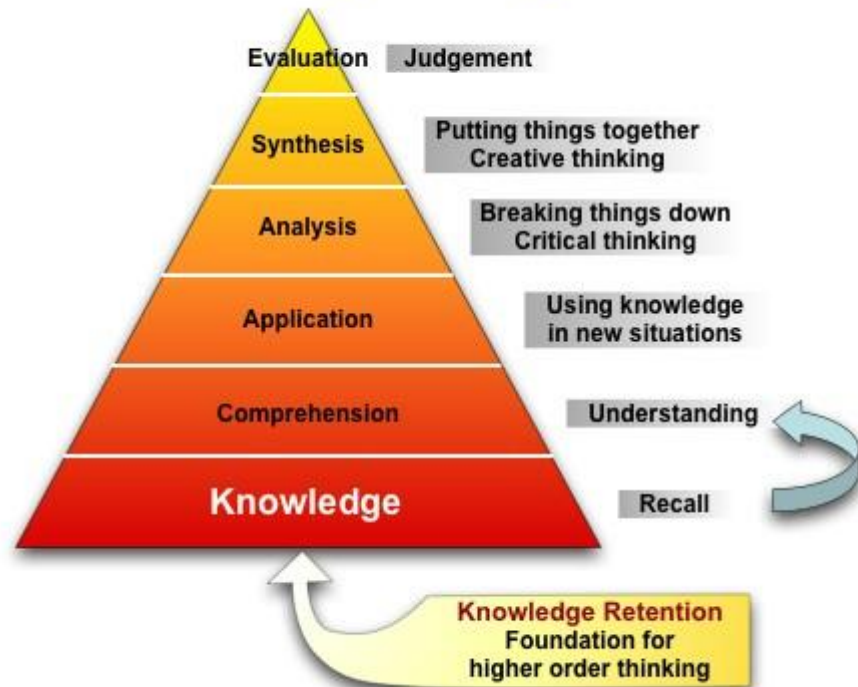 Evaluation
Judgement
Synthesis
Putting things together
Creative thinking
Analysis
Breaking things down
Critical thinking
Application
Using knowledge
in new situations
Comprehension
Understanding
Knowledge
Recall
Knowledge Retention
Foundation for
higher order thinking